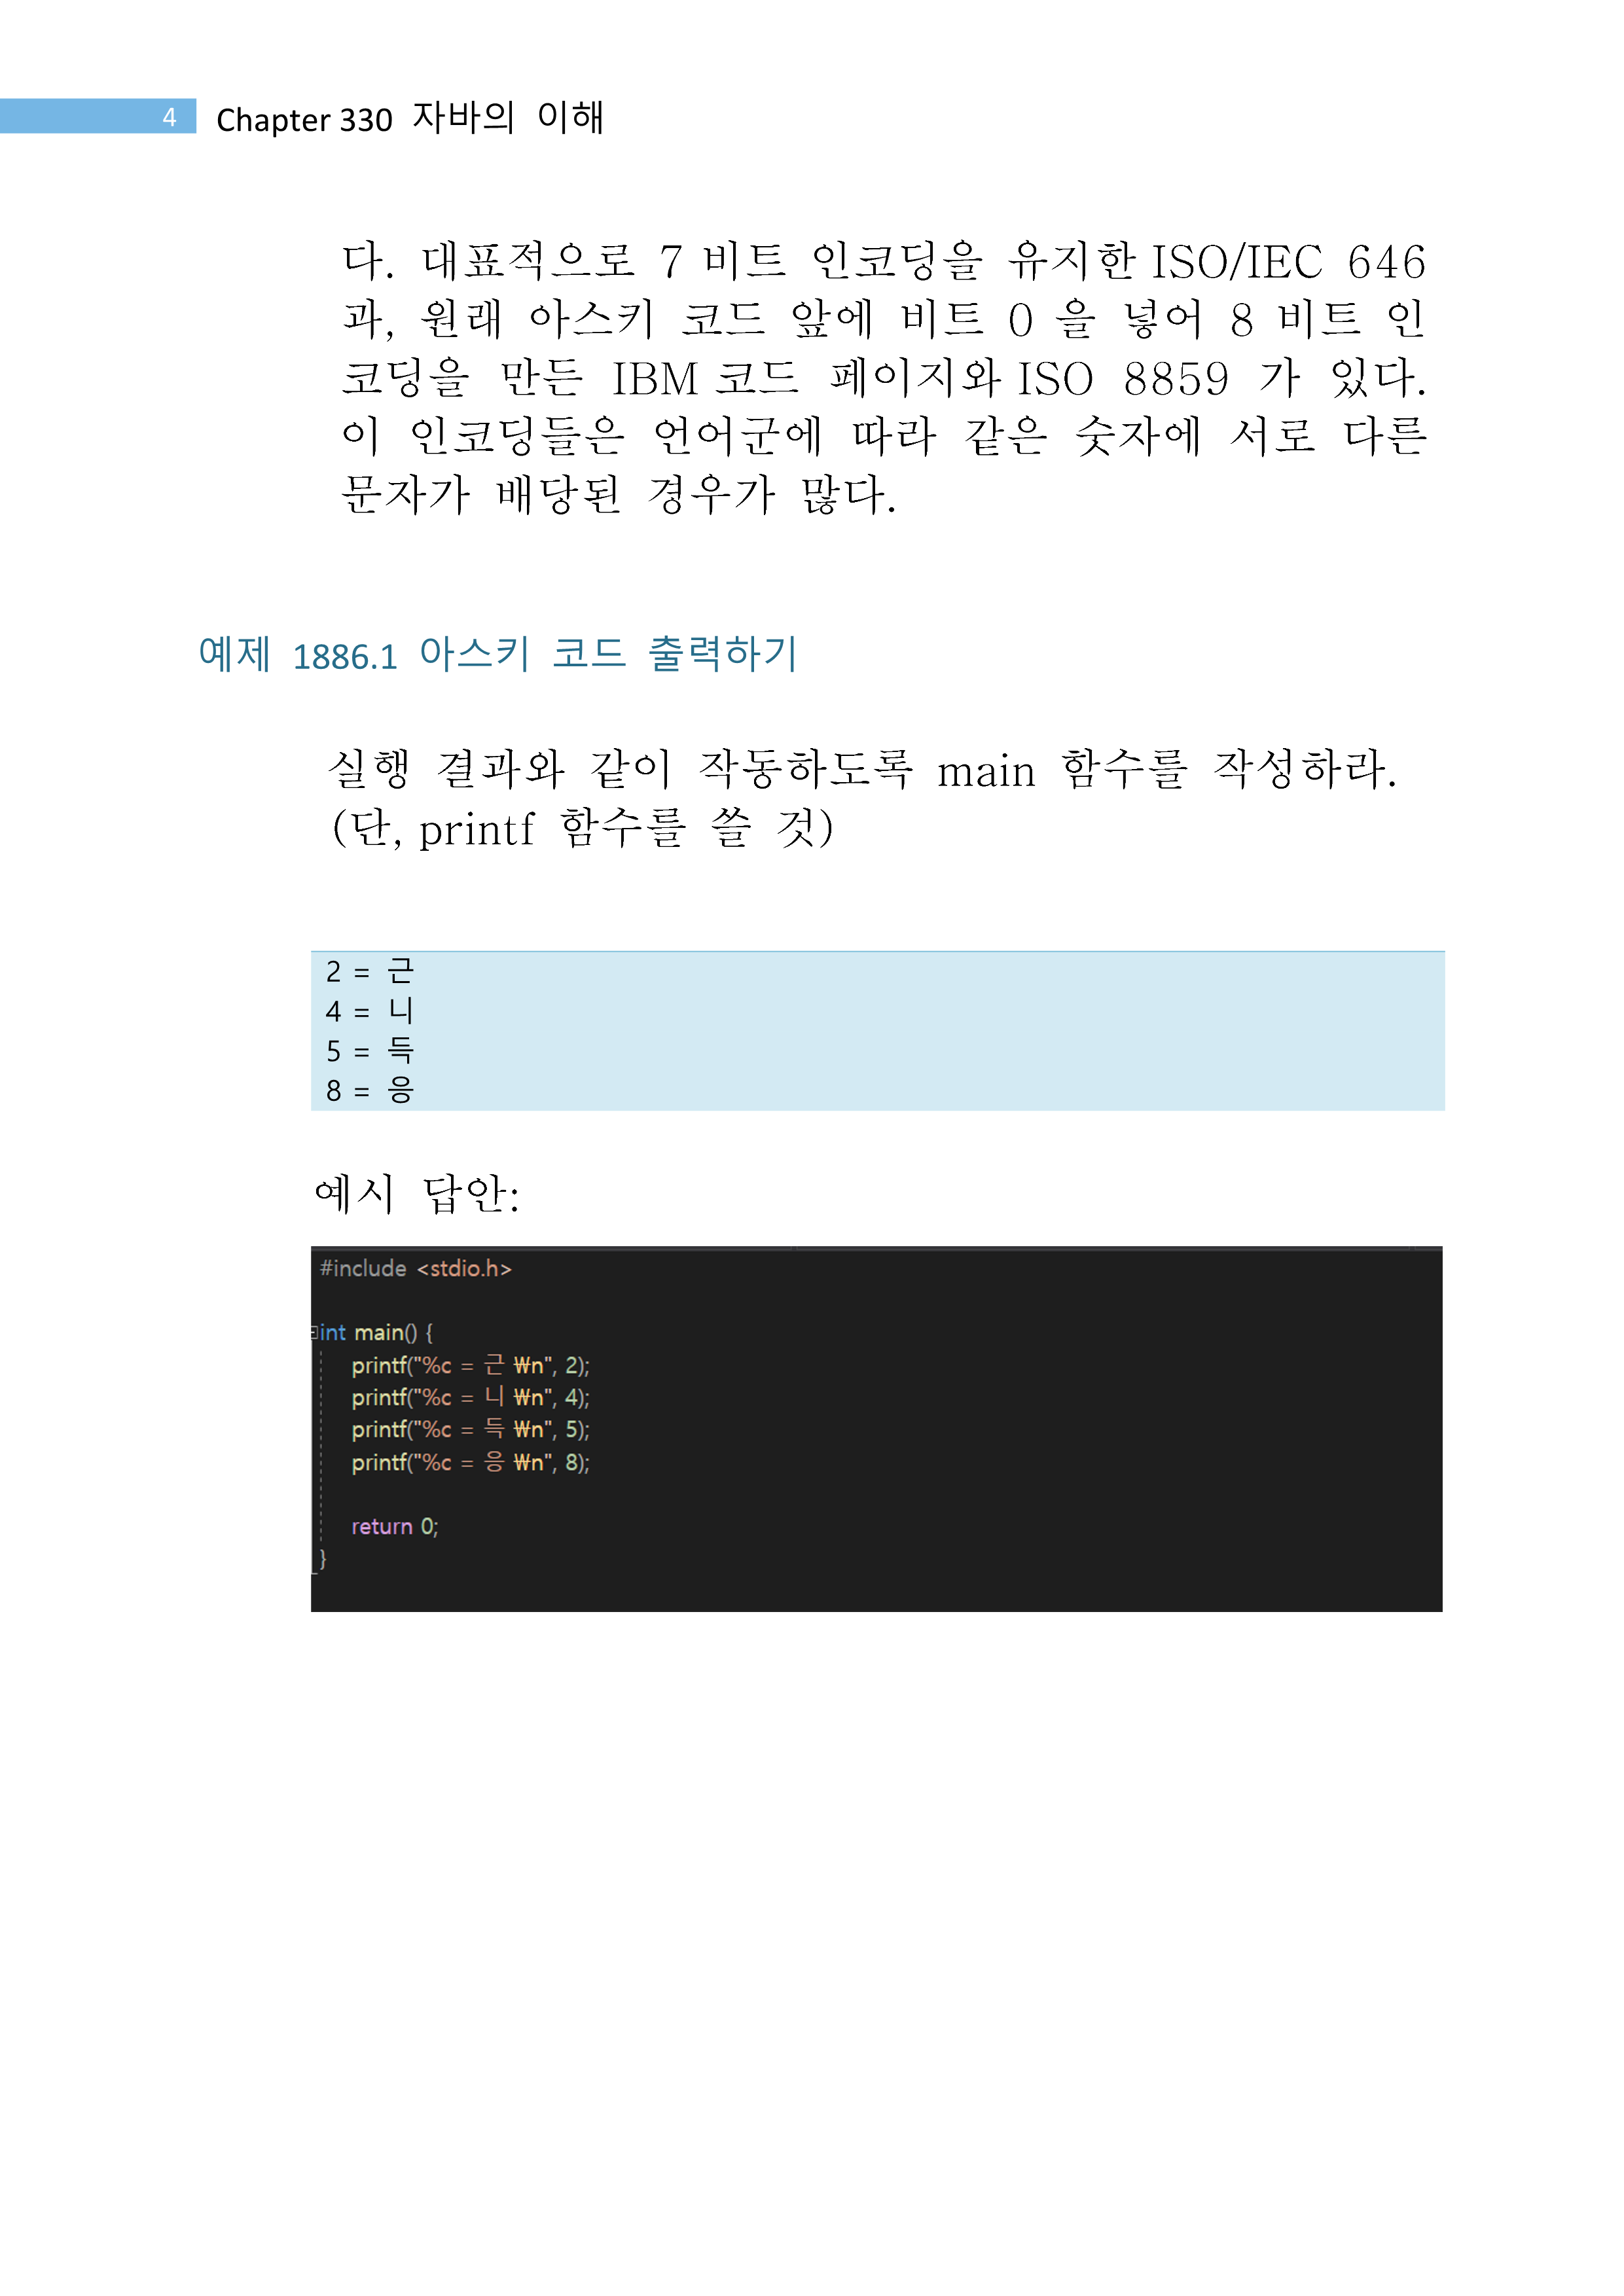 4 Chapter 330 자바의 이해
다. 대표적으로 7 비트 인코딩을 유지한 ISO/IEC 646
과, 원래 아스키 코드 앞에 비트 0 을 넣어 8 비트 인
코딩을 만든 IBM 코드 페이지와 ISO 8859 가 있다.
이 인코딩들은 언어군에 따라 같은 숫자에 서로 다른
문자가 배당된 경우가 많다.
예제 1886.1 아스키 코드 출력하기
실행 결과와 같이 작동하도록 main 함수를 작성하라.
(단, printf 함수를 쓸 것)
2 = 근
4 = 니
5 = 득
8 = 응
예시 답안:
#include <stdio.h>
int main() {
printf("%c = 근 ₩n", 2);
printf("%c = 니 ₩n", 4);
printf("%c = 득 ₩n", 5);
printf("%c = 응 ₩n", 8);
return 0;
}